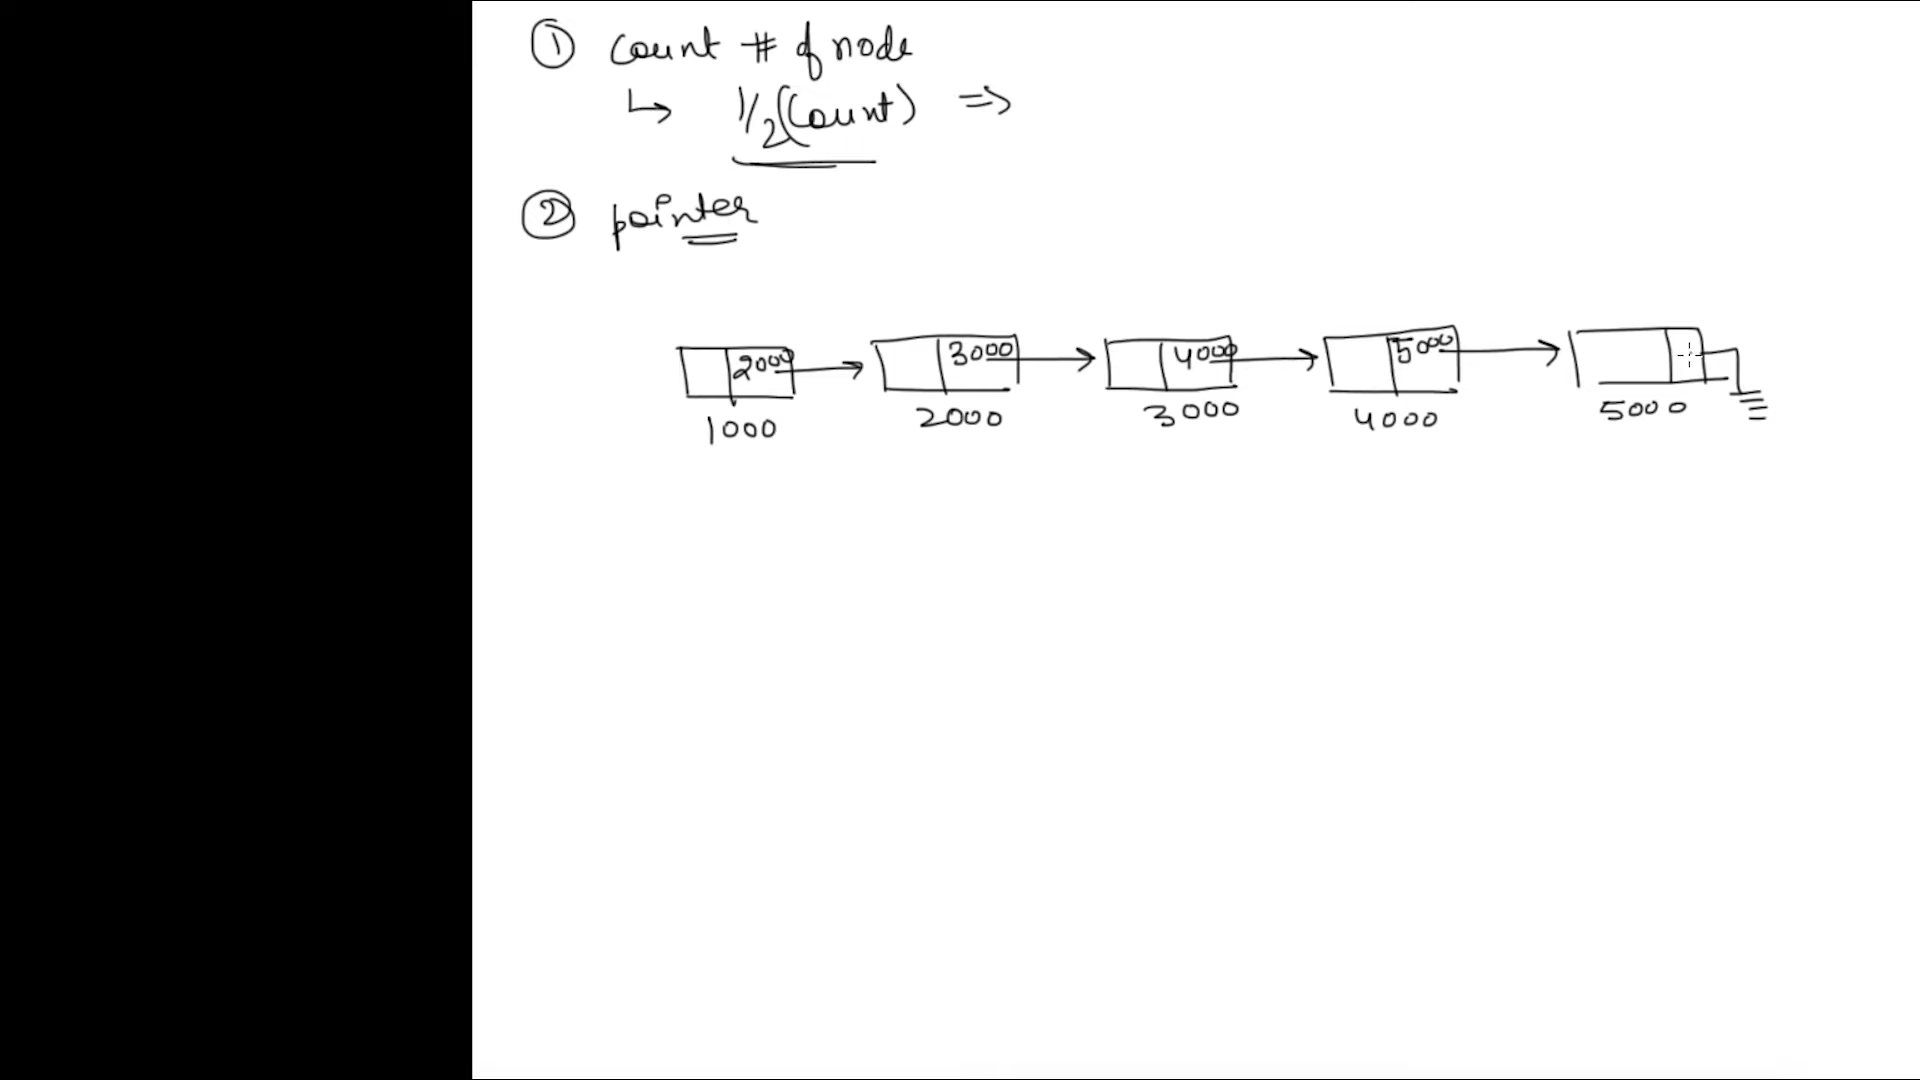 ① Count # of node
↳ 1/2(Count) =>
② pointer
2000 3000 4000 5000
1000 2000 3000 4000 5000